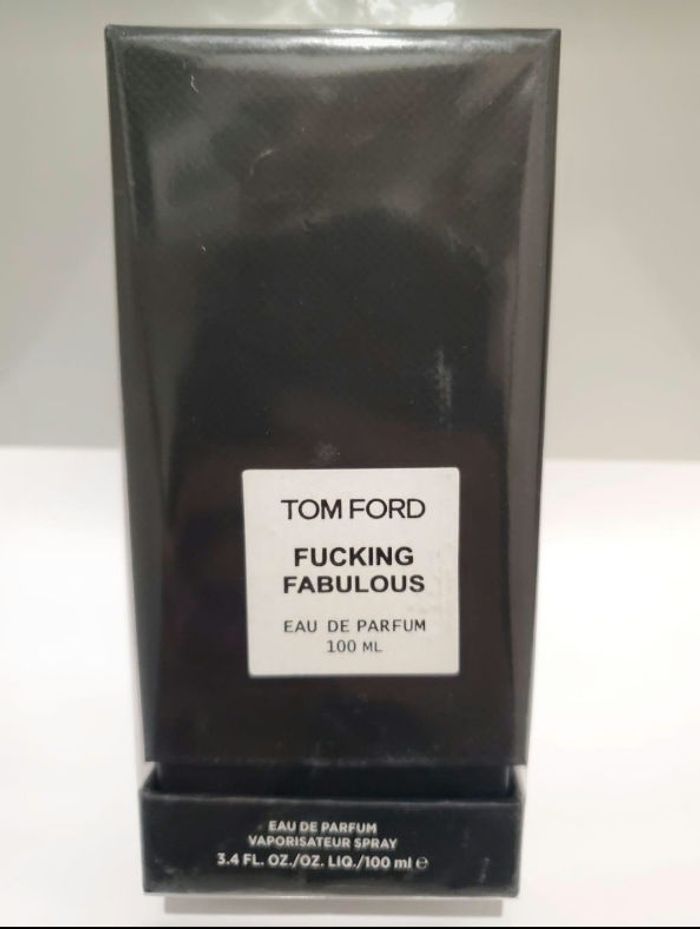 TOM FORD
FUCKING
FABULOUS
EAU DE PARFUM
100 ML
EAU DE PARFUM
VAPORISATEUR SPRAY
3.4 FL. OZ./OZ. LIQ./100 ml ℮